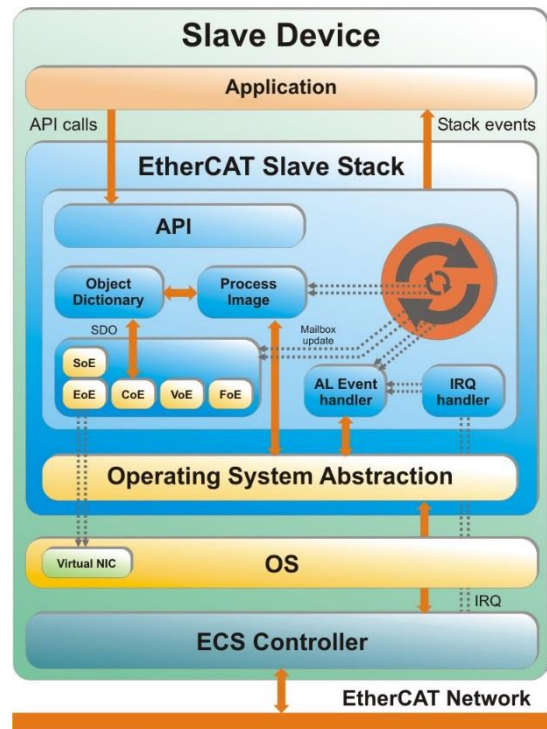 Slave Device
Application
API calls
Stack events
EtherCAT Slave Stack
API
Object
Dictionary
Process
Image
SDO
Mailbox
update
SoE
EoE
CoE
VoE
FoE
AL Event
handler
IRQ
handler
Operating System Abstraction
Virtual NIC
OS
IRQ
ECS Controller
EtherCAT Network